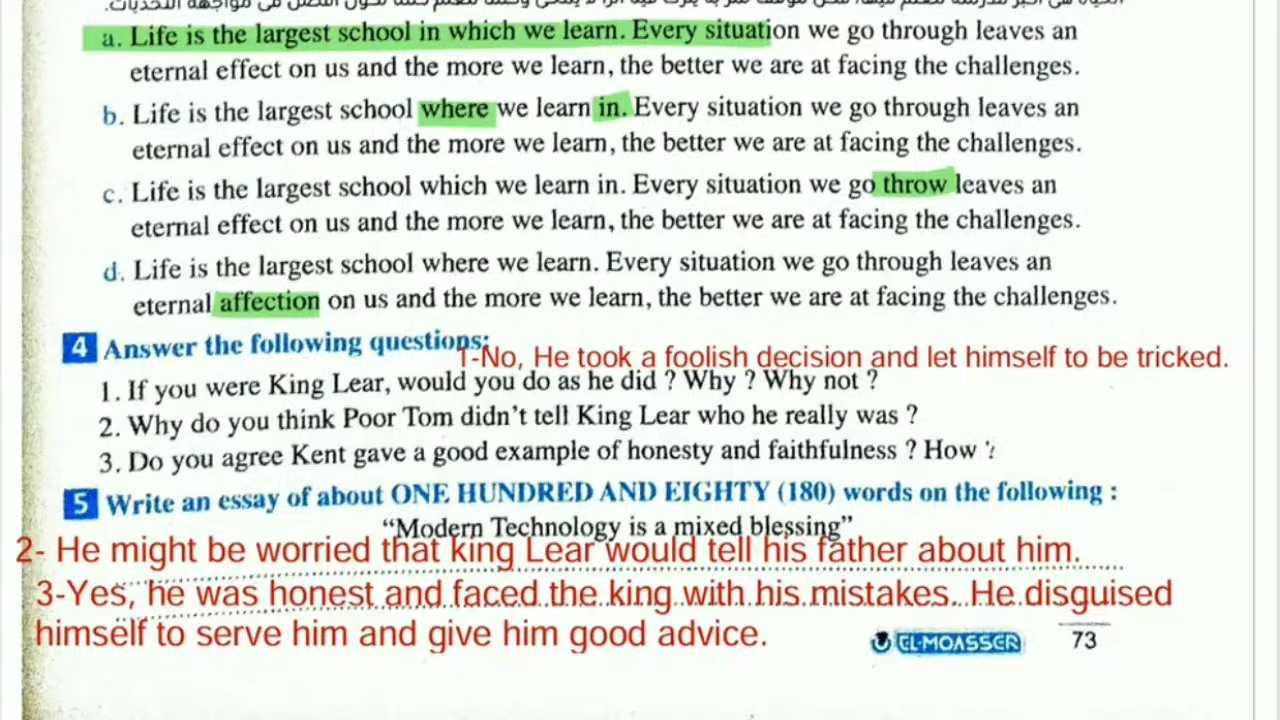 فى مواجهة التحديات.
a. Life is the largest school in which we learn. Every situation we go through leaves an
eternal effect on us and the more we learn, the better we are at facing the challenges.
b. Life is the largest school where we learn in. Every situation we go through leaves an
eternal effect on us and the more we learn, the better we are at facing the challenges.
c. Life is the largest school which we learn in. Every situation we go throw leaves an
eternal effect on us and the more we learn, the better we are at facing the challenges.
d. Life is the largest school where we learn. Every situation we go through leaves an
eternal affection on us and the more we learn, the better we are at facing the challenges.
4 Answer the following questions:
1-No, He took a foolish decision and let himself to be tricked.
1. If you were King Lear, would you do as he did ? Why ? Why not ?
2. Why do you think Poor Tom didn't tell King Lear who he really was ?
3. Do you agree Kent gave a good example of honesty and faithfulness ? How ?
5 Write an essay of about ONE HUNDRED AND EIGHTY (180) words on the following :
“Modern Technology is a mixed blessing”
2- He might be worried that king Lear would tell his father about him.
3-Yes, he was honest and faced the king with his mistakes. He disguised
himself to serve him and give him good advice.
EL-MOASSER 73